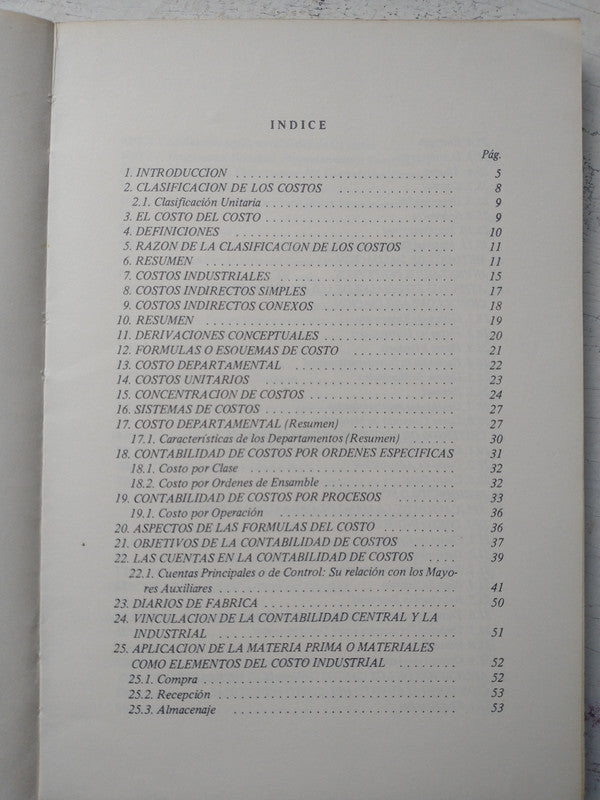 INDICE
Pág.
1. INTRODUCCION . . . . . . . . . . . . . . . . . . . . . . . . . . . . . . 5
2. CLASIFICACION DE LOS COSTOS . . . . . . . . . . . . . . . . 8
2.1. Clasificación Unitaria . . . . . . . . . . . . . . . . . . . . . . . . . . 9
3. EL COSTO DEL COSTO . . . . . . . . . . . . . . . . . . . . . . . . . . 9
4. DEFINICIONES . . . . . . . . . . . . . . . . . . . . . . . . . . . . . . 10
5. RAZON DE LA CLASIFICACION DE LOS COSTOS . . . . . . 11
6. RESUMEN . . . . . . . . . . . . . . . . . . . . . . . . . . . . . . . . . . 11
7. COSTOS INDUSTRIALES . . . . . . . . . . . . . . . . . . . . . . . . 15
8. COSTOS INDIRECTOS SIMPLES . . . . . . . . . . . . . . . . . . 17
9. COSTOS INDIRECTOS CONEXOS . . . . . . . . . . . . . . . . . . 18
10. RESUMEN . . . . . . . . . . . . . . . . . . . . . . . . . . . . . . . . . . 19
11. DERIVACIONES CONCEPTUALES . . . . . . . . . . . . . . . . . . 20
12. FORMULAS O ESQUEMAS DE COSTO . . . . . . . . . . . . . . . . 21
13. COSTO DEPARTAMENTAL . . . . . . . . . . . . . . . . . . . . . . . . 22
14. COSTOS UNITARIOS . . . . . . . . . . . . . . . . . . . . . . . . . . . . 23
15. CONCENTRACION DE COSTOS . . . . . . . . . . . . . . . . . . . . 24
16. SISTEMAS DE COSTOS . . . . . . . . . . . . . . . . . . . . . . . . . . 27
17. COSTO DEPARTAMENTAL (Resumen) . . . . . . . . . . . . . . . . 27
17.1. Características de los Departamentos (Resumen) . . . . . . . 30
18. CONTABILIDAD DE COSTOS POR ORDENES ESPECIFICAS 31
18.1. Costo por Clase . . . . . . . . . . . . . . . . . . . . . . . . . . . . 32
18.2. Costo por Ordenes de Ensamble . . . . . . . . . . . . . . . . . . 32
19. CONTABILIDAD DE COSTOS POR PROCESOS . . . . . . . . 33
19.1. Costo por Operación . . . . . . . . . . . . . . . . . . . . . . . . 36
20. ASPECTOS DE LAS FORMULAS DEL COSTO . . . . . . . . . . 36
21. OBJETIVOS DE LA CONTABILIDAD DE COSTOS . . . . . . . . 37
22. LAS CUENTAS EN LA CONTABILIDAD DE COSTOS . . . . 39
22.1. Cuentas Principales o de Control: Su relación con los Mayo-
res Auxiliares . . . . . . . . . . . . . . . . . . . . . . . . . . . . . . 41
23. DIARIOS DE FABRICA . . . . . . . . . . . . . . . . . . . . . . . . . . 50
24. VINCULACION DE LA CONTABILIDAD CENTRAL Y LA
INDUSTRIAL . . . . . . . . . . . . . . . . . . . . . . . . . . . . . . . . 51
25. APLICACION DE LA MATERIA PRIMA O MATERIALES
COMO ELEMENTOS DEL COSTO INDUSTRIAL . . . . . . . . 52
25.1. Compra . . . . . . . . . . . . . . . . . . . . . . . . . . . . . . . . . . 52
25.2. Recepción . . . . . . . . . . . . . . . . . . . . . . . . . . . . . . . . 53
25.3. Almacenaje . . . . . . . . . . . . . . . . . . . . . . . . . . . . . . 53